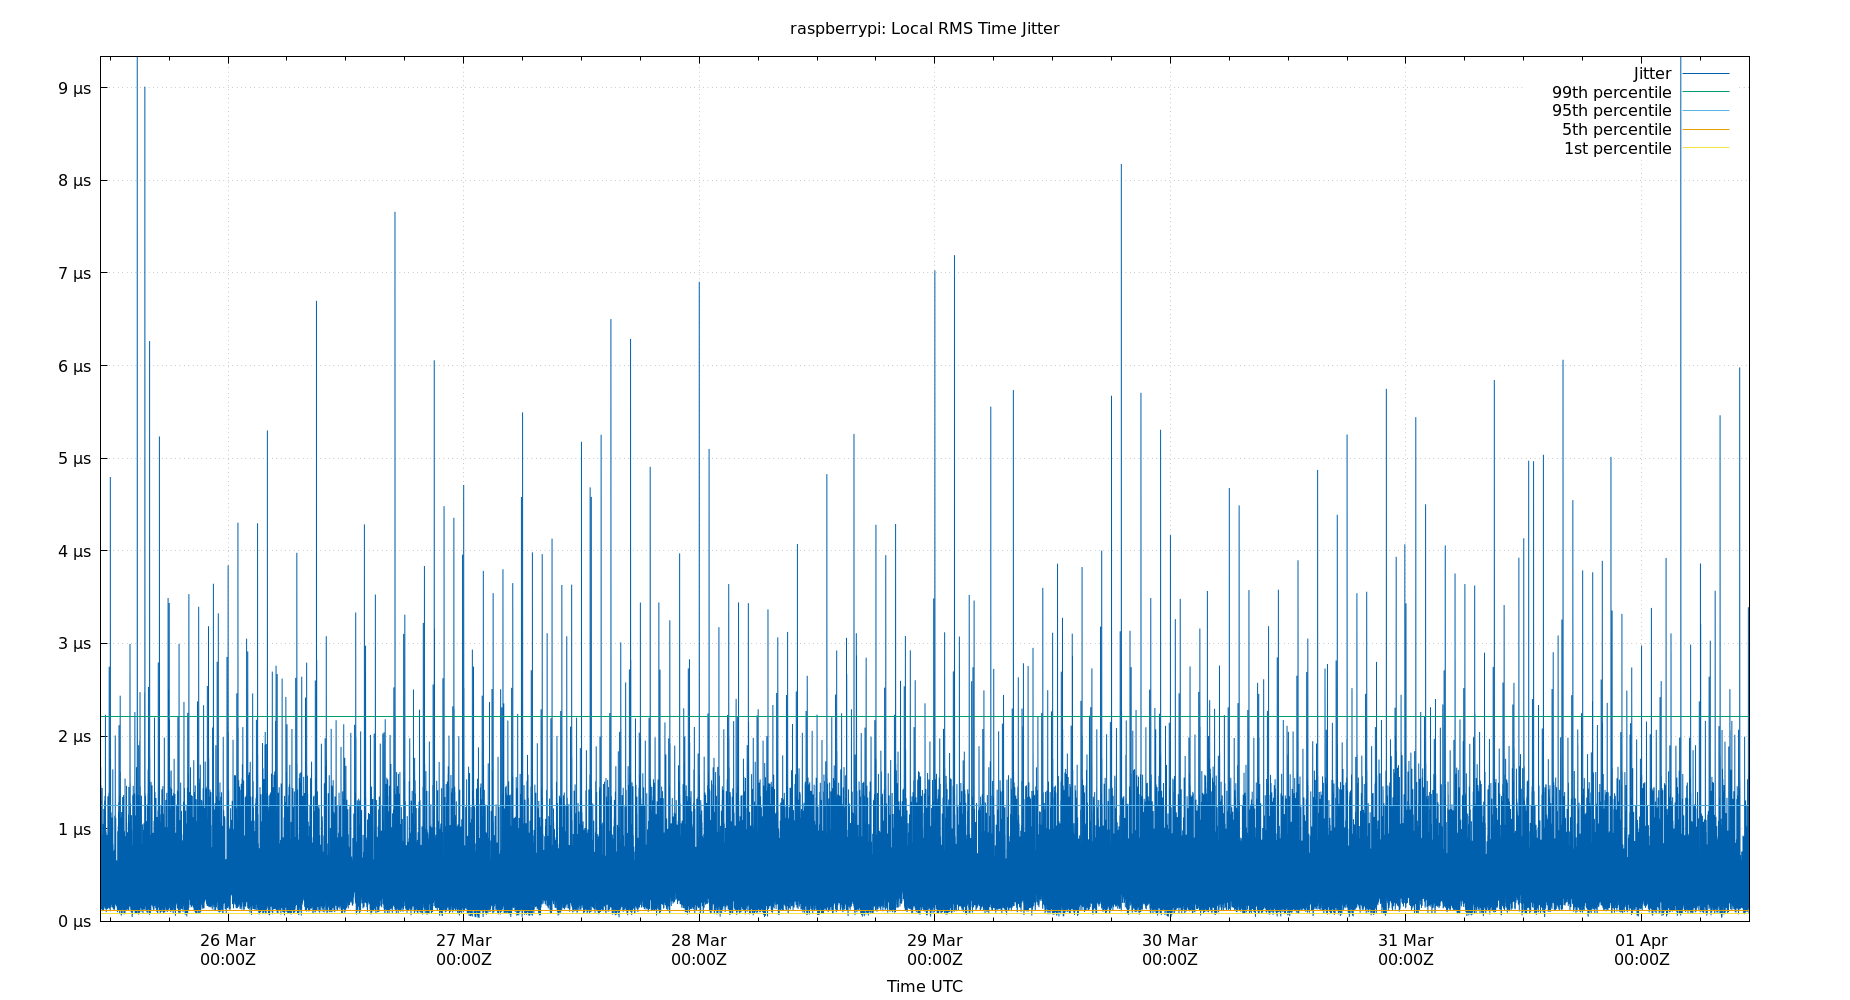 raspberrypi: Local RMS Time Jitter
Jitter
99th percentile
95th percentile
5th percentile
1st percentile
9 µs
8 µs
7 µs
6 µs
5 µs
4 µs
3 µs
2 µs
1 µs
0 µs
26 Mar 27 Mar 28 Mar 29 Mar 30 Mar 31 Mar 01 Apr
00:00Z 00:00Z 00:00Z 00:00Z 00:00Z 00:00Z 00:00Z
Time UTC